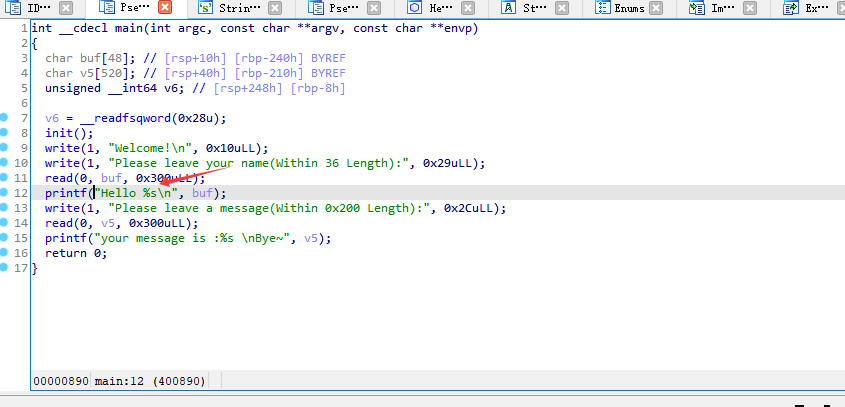 ID··· Pse··· Strin··· Pse··· He··· St··· Enums Im··· Ex···
1 int __cdecl main(int argc, const char **argv, const char **envp)
2 {
3 char buf[48]; // [rsp+10h] [rbp-240h] BYREF
4 char v5[520]; // [rsp+40h] [rbp-210h] BYREF
5 unsigned __int64 v6; // [rsp+248h] [rbp-8h]
6
7 v6 = __readfsqword(0x28u);
8 init();
9 write(1, "Welcome!\n", 0x10uLL);
10 write(1, "Please leave your name(Within 36 Length):", 0x29uLL);
11 read(0, buf, 0x300uLL);
12 printf("Hello %s\n", buf);
13 write(1, "Please leave a message(Within 0x200 Length):", 0x2CuLL);
14 read(0, v5, 0x300uLL);
15 printf("your message is :%s \nBye~", v5);
16 return 0;
17 }
00000890 main:12 (400890)